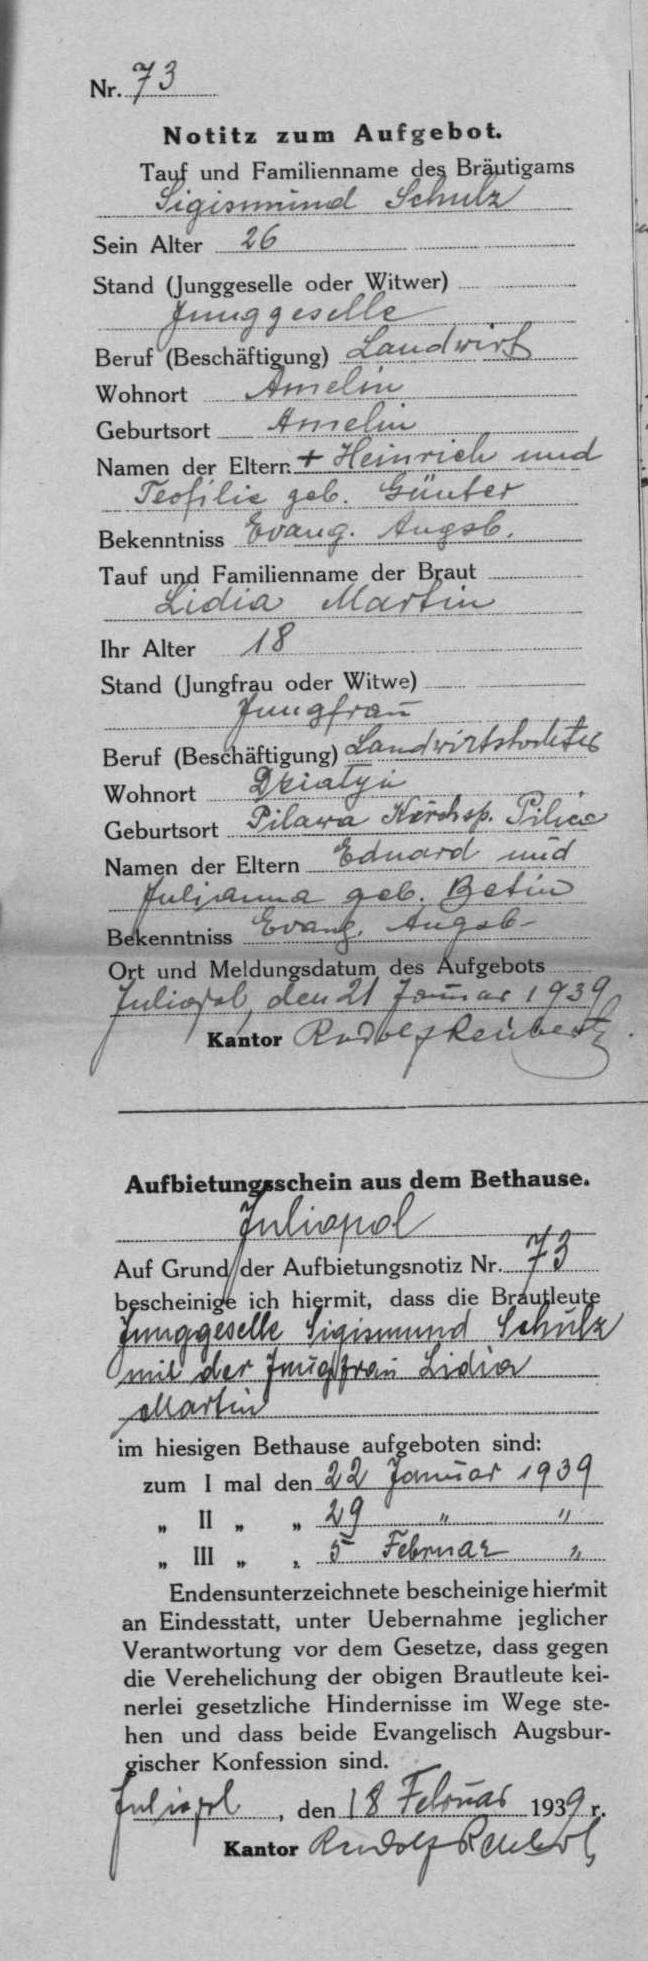 Nr. 73
Notitz zum Aufgebot.
Tauf und Familienname des Bräutigams
Sigismund Schulz
Sein Alter 26
Stand (Junggeselle oder Witwer)
Junggeselle
Beruf (Beschäftigung) Landwirt
Wohnort Amelin
Geburtsort Amelin
Namen der Eltern + Heinrich und
Teofilie geb. Günter
Bekenntniss Evang. Augsb.
Tauf und Familienname der Braut
Lidia Martin
Ihr Alter 18
Stand (Jungfrau oder Witwe)
Jungfrau
Beruf (Beschäftigung) Landwirtstochter
Wohnort
Geburtsort Pilawa Kirchsp. Pilica
Namen der Eltern Eduard und
Julianna geb. Betin
Bekenntniss Evang. Augsb-
Ort und Meldungsdatum des Aufgebots
Juliopol, den 21 Januar 1939
Kantor Rudolf
Aufbietungsschein aus dem Bethause.
Juliopol
Auf Grund der Aufbietungsnotiz Nr. 73
bescheinige ich hiermit, dass die Brautleute
Junggeselle Sigismund Schulz
mit der Jungfrau Lidia
Martin
im hiesigen Bethause aufgeboten sind:
zum I mal den 22 Januar 1939
„ II „ „ 29 " "
„ III „ „ 5 Februar "
Endensunterzeichnete bescheinige hiermit
an Eindesstatt, unter Uebernahme jeglicher
Verantwortung vor dem Gesetze, dass gegen
die Verehelichung der obigen Brautleute kei-
nerlei gesetzliche Hindernisse im Wege ste-
hen und dass beide Evangelisch Augsbur-
gischer Konfession sind.
Juliopol, den 18 Februar 1939 r.
Kantor Rudolf